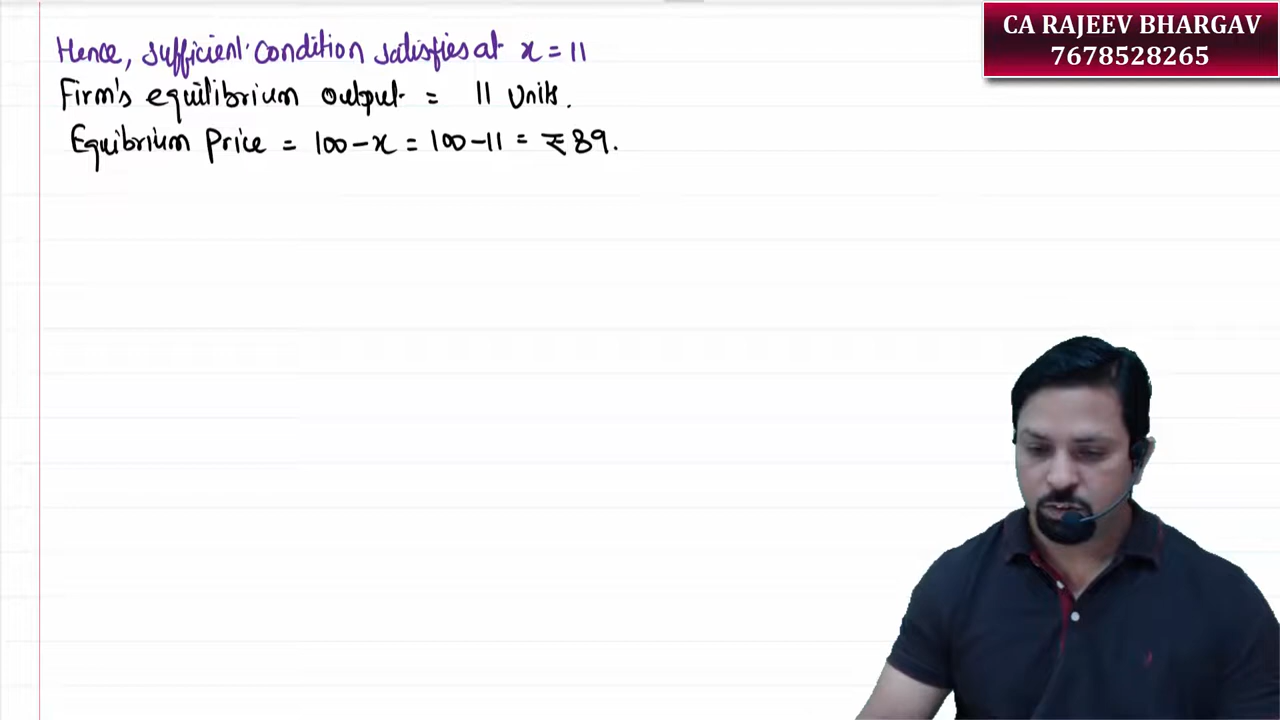 CA RAJEEV BHARGAV
7678528265
Hence, sufficient condition satisfies at x = 11
Firm's equilibrium output = 11 Units.
Equibrium Price = 100 - x = 100 - 11 = ₹ 89.